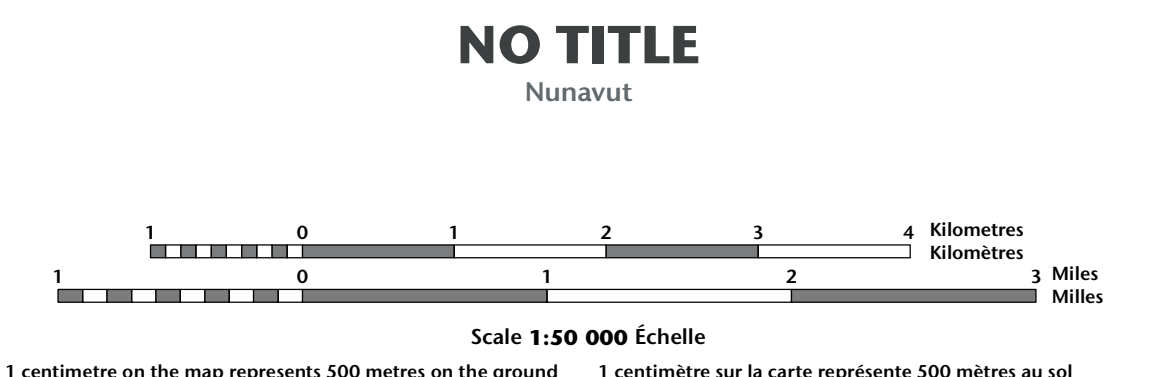 NO TITLE
Nunavut
1 0 1 2 3 4 Kilometres
Kilomètres
1 0 1 2 3 Miles
Milles
Scale 1:50 000 Échelle
1 centimetre on the map represents 500 metres on the ground 1 centimètre sur la carte représente 500 mètres au sol